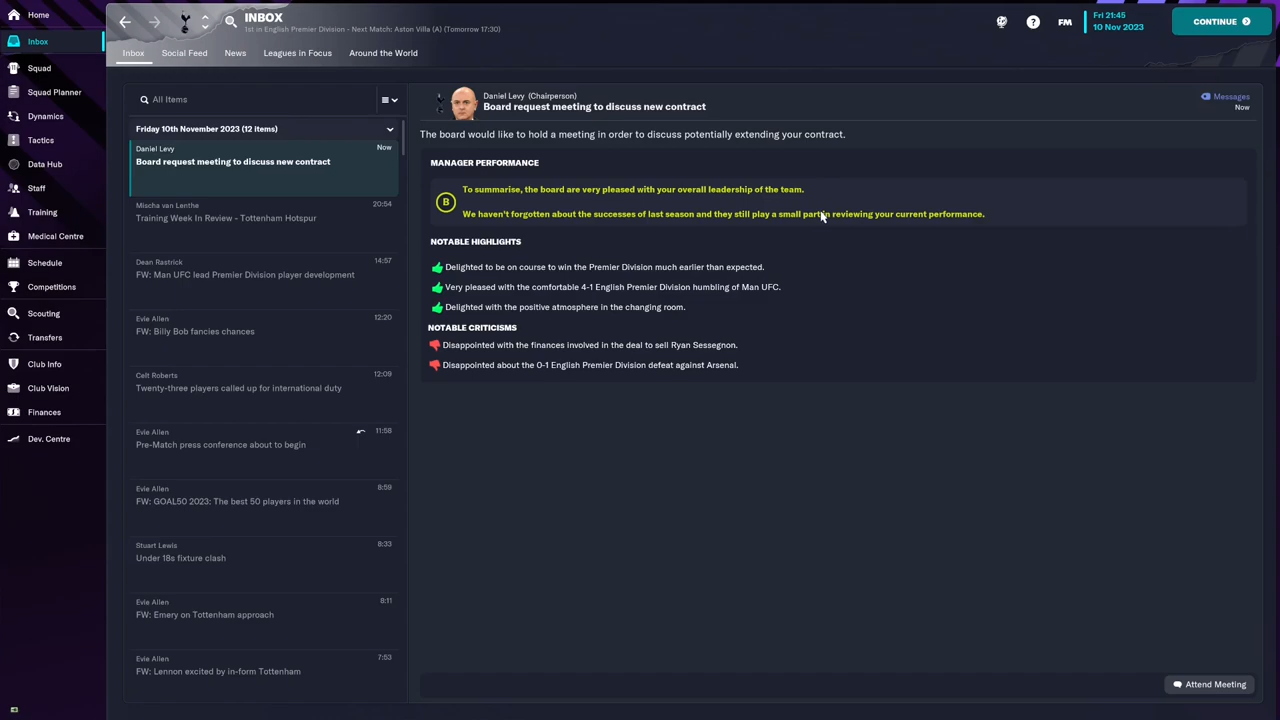 Home
Inbox
Squad
Squad Planner
Dynamics
Tactics
Data Hub
Staff
Training
Medical Centre
Schedule
Competitions
Scouting
Transfers
Club Info
Club Vision
Finances
Dev. Centre
INBOX
1st in English Premier Division - Next Match: Aston Villa (A) (Tomorrow 17:30)
FM
Fri 21:45
10 Nov 2023
CONTINUE
Inbox
Social Feed
News
Leagues in Focus
Around the World
All Items
Friday 10th November 2023 (12 items)
Daniel Levy
Now
Board request meeting to discuss new contract
Mischa van Lenthe
20:54
Training Week In Review - Tottenham Hotspur
Dean Rastrick
14:57
FW: Man UFC lead Premier Division player development
Evie Allen
12:20
FW: Billy Bob fancies chances
Celt Roberts
12:09
Twenty-three players called up for international duty
Evie Allen
11:58
Pre-Match press conference about to begin
Evie Allen
8:59
FW: GOAL50 2023: The best 50 players in the world
Stuart Lewis
8:33
Under 18s fixture clash
Evie Allen
8:11
FW: Emery on Tottenham approach
Evie Allen
7:53
FW: Lennon excited by in-form Tottenham
Daniel Levy (Chairperson)
Board request meeting to discuss new contract
Messages
Now
The board would like to hold a meeting in order to discuss potentially extending your contract.
MANAGER PERFORMANCE
B
To summarise, the board are very pleased with your overall leadership of the team.
We haven't forgotten about the successes of last season and they still play a small part in reviewing your current performance.
NOTABLE HIGHLIGHTS
Delighted to be on course to win the Premier Division much earlier than expected.
Very pleased with the comfortable 4-1 English Premier Division humbling of Man UFC.
Delighted with the positive atmosphere in the changing room.
NOTABLE CRITICISMS
Disappointed with the finances involved in the deal to sell Ryan Sessegnon.
Disappointed about the 0-1 English Premier Division defeat against Arsenal.
Attend Meeting